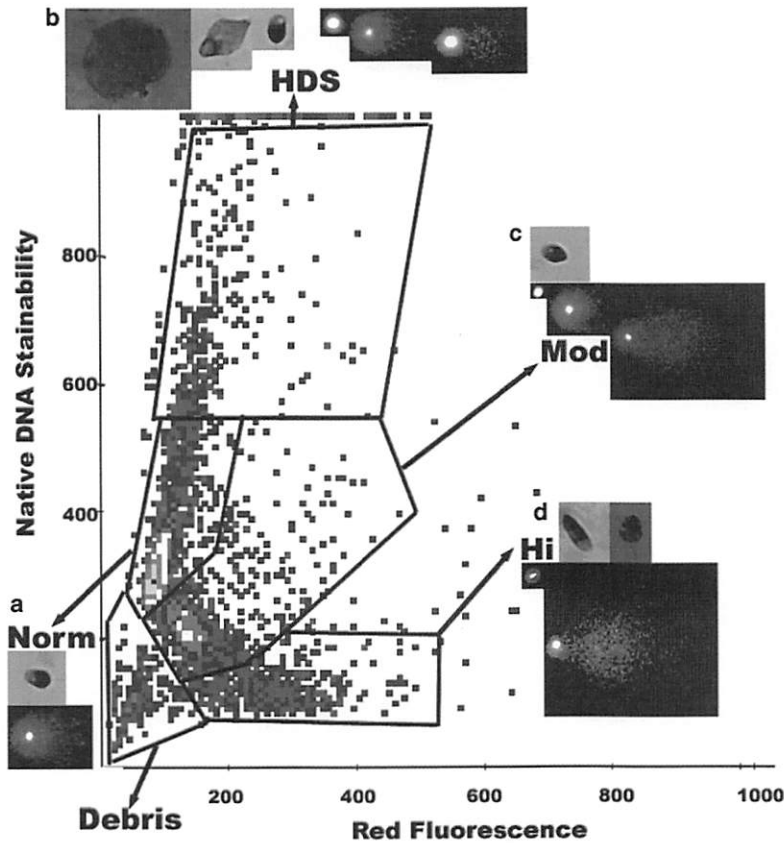 b
HDS
c
Mod
d
Hi
a
Norm
Debris
Native DNA Stainability
800
600
400
200
400
600
800
1000
Red Fluorescence